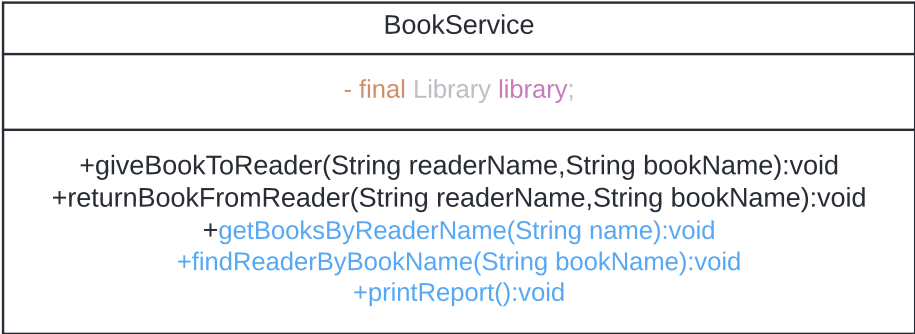 BookService
- final Library library;
+giveBookToReader(String readerName,String bookName):void
+returnBookFromReader(String readerName,String bookName):void
+getBooksByReaderName(String name):void
+findReaderByBookName(String bookName):void
+printReport():void